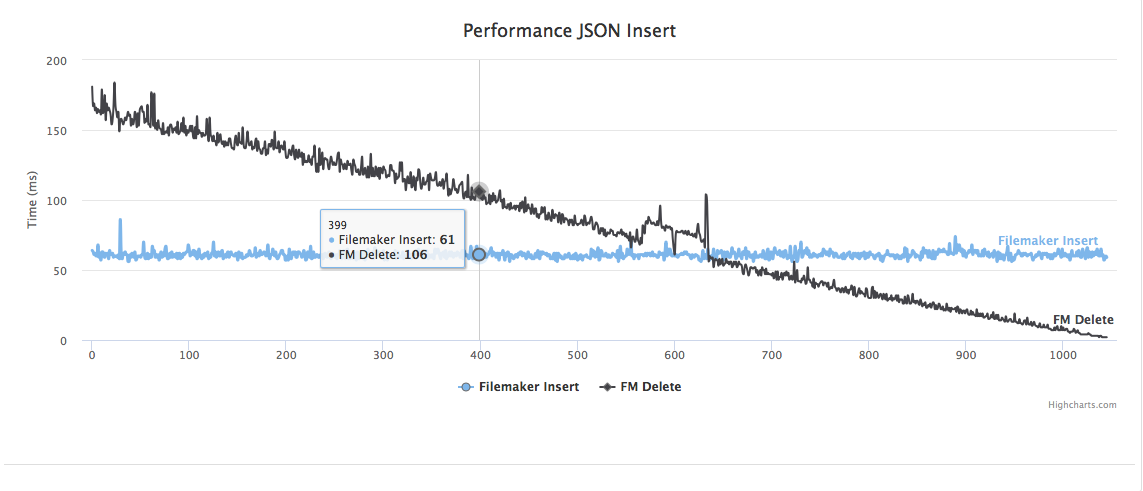 Performance JSON Insert
Time (ms)
200
150
100
50
0
399
Filemaker Insert: 61
FM Delete: 106
Filemaker Insert
FM Delete
0 100 200 300 400 500 600 700 800 900 1000
Filemaker Insert FM Delete
Highcharts.com